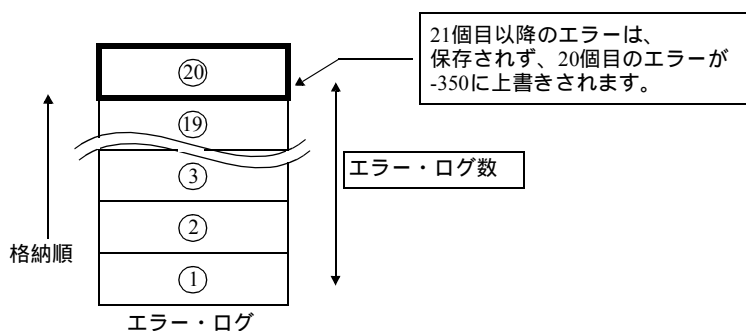 21個目以降のエラーは、
保存されず、20個目のエラーが
-350に上書きされます。
⑳
⑲
③
②
①
エラー・ログ数
格納順
エラー・ログ